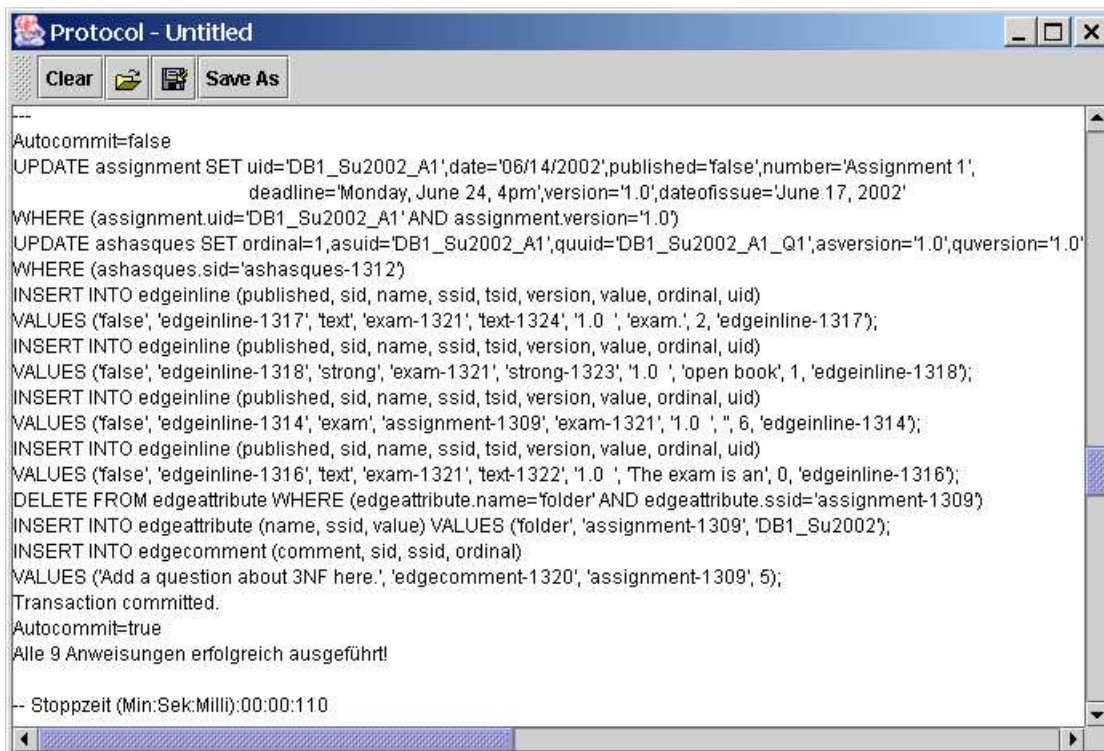 Protocol - Untitled
Clear Save As
---
Autocommit=false
UPDATE assignment SET uid='DB1_Su2002_A1',date='06/14/2002',published='false',number='Assignment 1',
deadline='Monday, June 24, 4pm',version='1.0',dateofissue='June 17, 2002'
WHERE (assignment.uid='DB1_Su2002_A1' AND assignment.version='1.0')
UPDATE ashasques SET ordinal=1,asuid='DB1_Su2002_A1',quuid='DB1_Su2002_A1_Q1',asversion='1.0',quversion='1.0'
WHERE (ashasques.sid='ashasques-1312')
INSERT INTO edgeinline (published, sid, name, ssid, tsid, version, value, ordinal, uid)
VALUES ('false', 'edgeinline-1317', 'text', 'exam-1321', 'text-1324', '1.0  ', 'exam.', 2, 'edgeinline-1317');
INSERT INTO edgeinline (published, sid, name, ssid, tsid, version, value, ordinal, uid)
VALUES ('false', 'edgeinline-1318', 'strong', 'exam-1321', 'strong-1323', '1.0  ', 'open book', 1, 'edgeinline-1318');
INSERT INTO edgeinline (published, sid, name, ssid, tsid, version, value, ordinal, uid)
VALUES ('false', 'edgeinline-1314', 'exam', 'assignment-1309', 'exam-1321', '1.0  ', '', 6, 'edgeinline-1314');
INSERT INTO edgeinline (published, sid, name, ssid, tsid, version, value, ordinal, uid)
VALUES ('false', 'edgeinline-1316', 'text', 'exam-1321', 'text-1322', '1.0  ', 'The exam is an', 0, 'edgeinline-1316');
DELETE FROM edgeattribute WHERE (edgeattribute.name='folder' AND edgeattribute.ssid='assignment-1309')
INSERT INTO edgeattribute (name, ssid, value) VALUES ('folder', 'assignment-1309', 'DB1_Su2002');
INSERT INTO edgecomment (comment, sid, ssid, ordinal)
VALUES ('Add a question about 3NF here.', 'edgecomment-1320', 'assignment-1309', 5);
Transaction committed.
Autocommit=true
Alle 9 Anweisungen erfolgreich ausgeführt!
-- Stoppzeit (Min:Sek:Milli):00:00:110